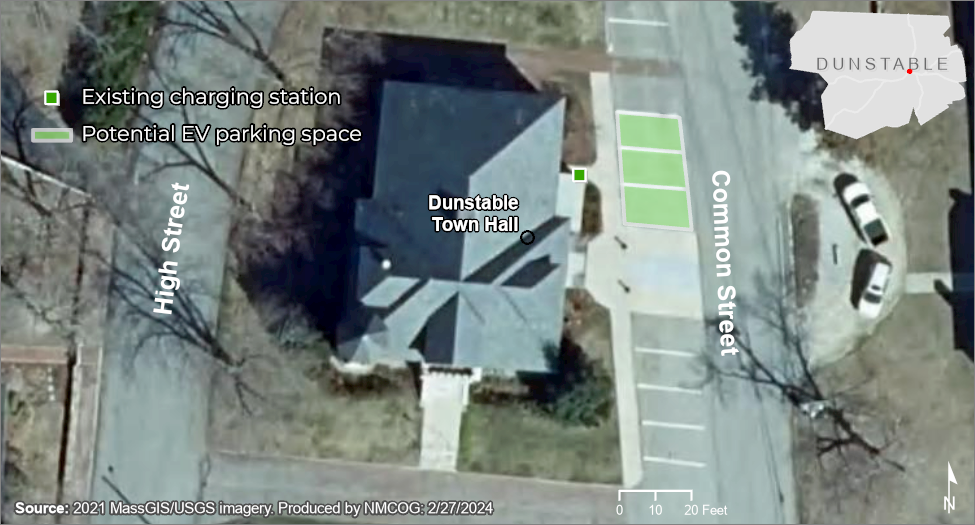 DUNSTABLE
Existing charging station
Potential EV parking space
Dunstable
Town Hall
High Street
Common Street
Source: 2021 MassGIS/USGS imagery. Produced by NMCOG: 2/27/2024
0 10 20 Feet
N